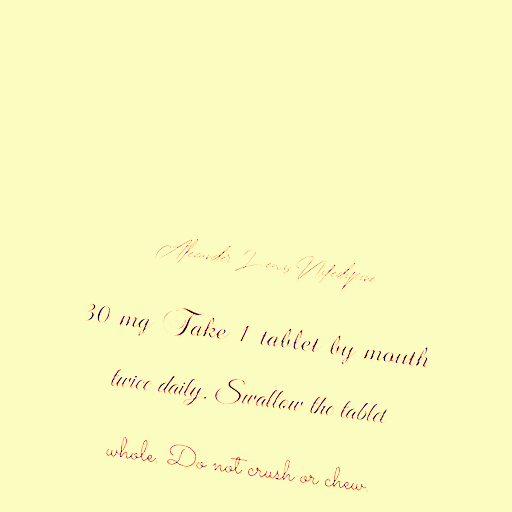 Alexander Lewis Nifedipine
30 mg Take 1 tablet by mouth
twice daily. Swallow the tablet
whole. Do not crush or chew.